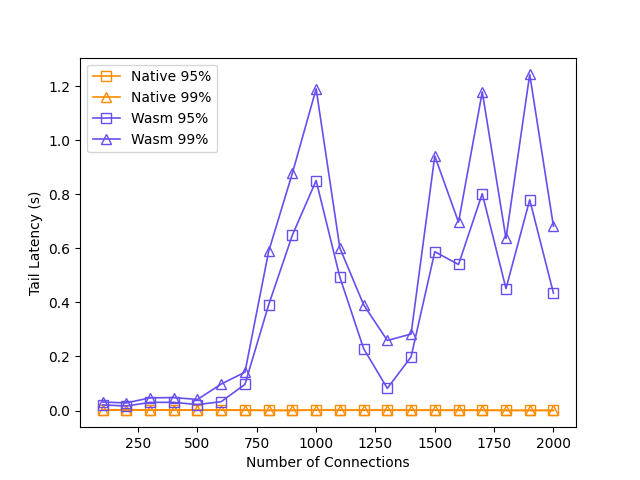 Native 95%
Native 99%
Wasm 95%
Wasm 99%
Tail Latency (s)
1.2
1.0
0.8
0.6
0.4
0.2
0.0
250 500 750 1000 1250 1500 1750 2000
Number of Connections